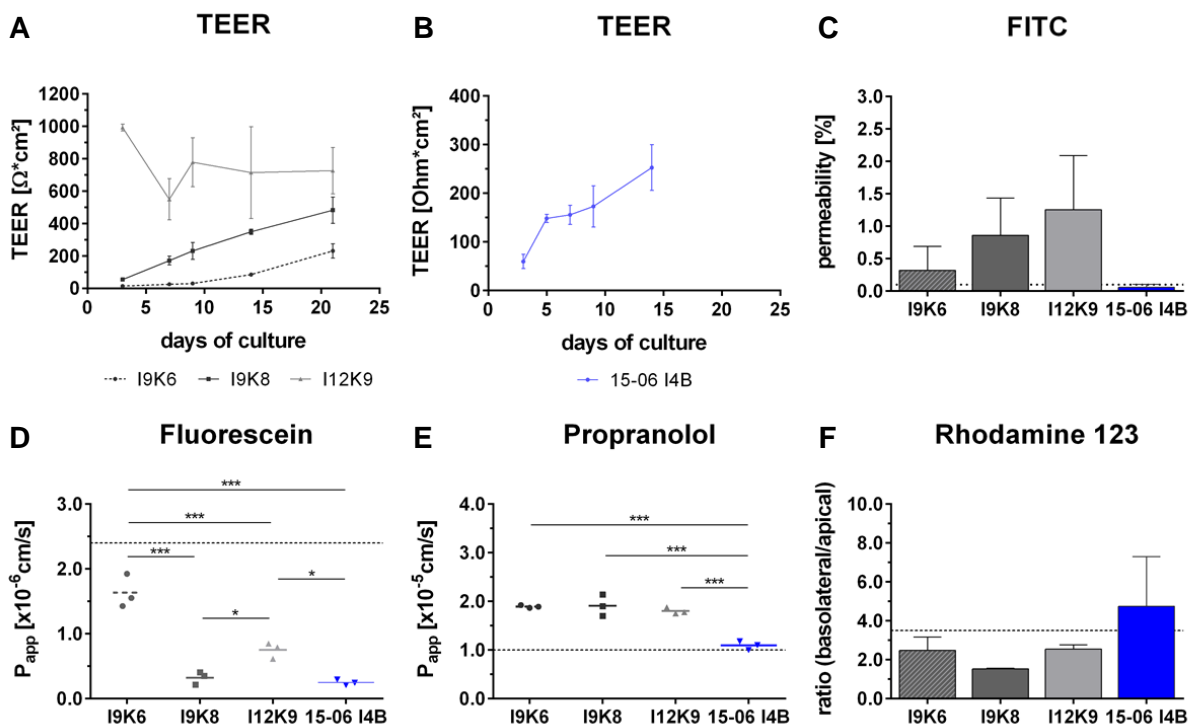 A
TEER
TEER [Ω*cm²]
1200
1000
800
600
400
200
0
0 5 10 15 20 25
days of culture
I9K6 I9K8 I12K9
B
TEER
TEER [Ohm*cm²]
400
300
200
100
0
0 5 10 15 20 25
days of culture
15-06 I4B
C
FITC
permeability [%]
3.0
2.5
2.0
1.5
1.0
0.5
0.0
I9K6 I9K8 I12K9 15-06 I4B
D
Fluorescein
Papp [x10-6cm/s]
3.0
2.0
1.0
0.0
***
***
***
*
*
I9K6 I9K8 I12K9 15-06 I4B
E
Propranolol
Papp [x10-5cm/s]
4.0
3.0
2.0
1.0
0.0
***
***
***
I9K6 I9K8 I12K9 15-06 I4B
F
Rhodamine 123
ratio (basolateral/apical)
10.0
8.0
6.0
4.0
2.0
0.0
I9K6 I9K8 I12K9 15-06 I4B